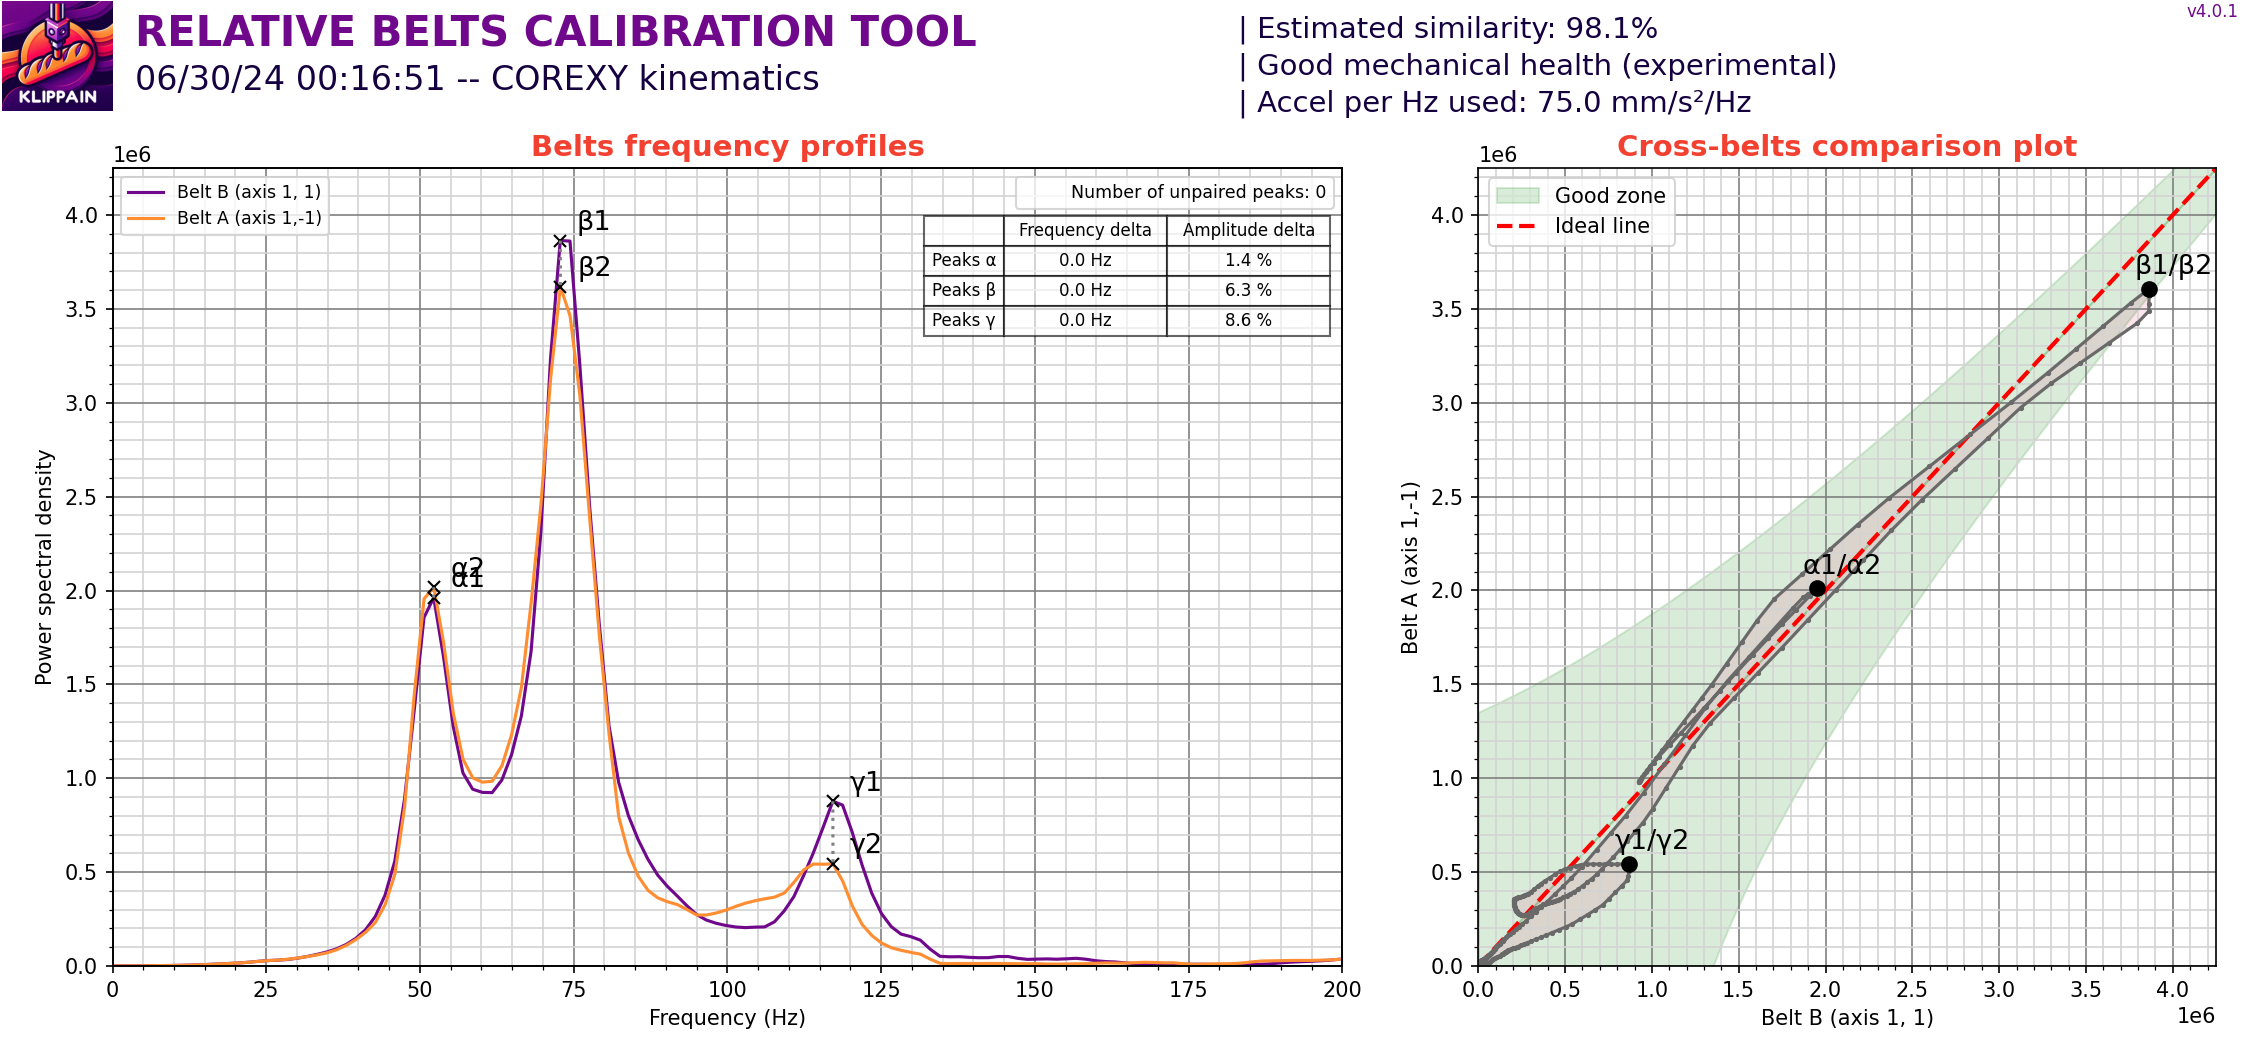 KLIPPAIN
RELATIVE BELTS CALIBRATION TOOL
06/30/24 00:16:51 -- COREXY kinematics
| Estimated similarity: 98.1%
| Good mechanical health (experimental)
| Accel per Hz used: 75.0 mm/s²/Hz
v4.0.1
Belts frequency profiles
1e6
Belt B (axis 1, 1)
Belt A (axis 1,-1)
Number of unpaired peaks: 0
Frequency delta Amplitude delta
Peaks α 0.0 Hz 1.4 %
Peaks β 0.0 Hz 6.3 %
Peaks γ 0.0 Hz 8.6 %
β1
β2
α2
α1
γ1
γ2
4.0
3.5
3.0
2.5
2.0
1.5
1.0
0.5
0.0
Power spectral density
0 25 50 75 100 125 150 175 200
Frequency (Hz)
Cross-belts comparison plot
1e6
Good zone
Ideal line
β1/β2
α1/α2
γ1/γ2
4.0
3.5
3.0
2.5
2.0
1.5
1.0
0.5
0.0
Belt A (axis 1,-1)
0.0 0.5 1.0 1.5 2.0 2.5 3.0 3.5 4.0
Belt B (axis 1, 1)
1e6